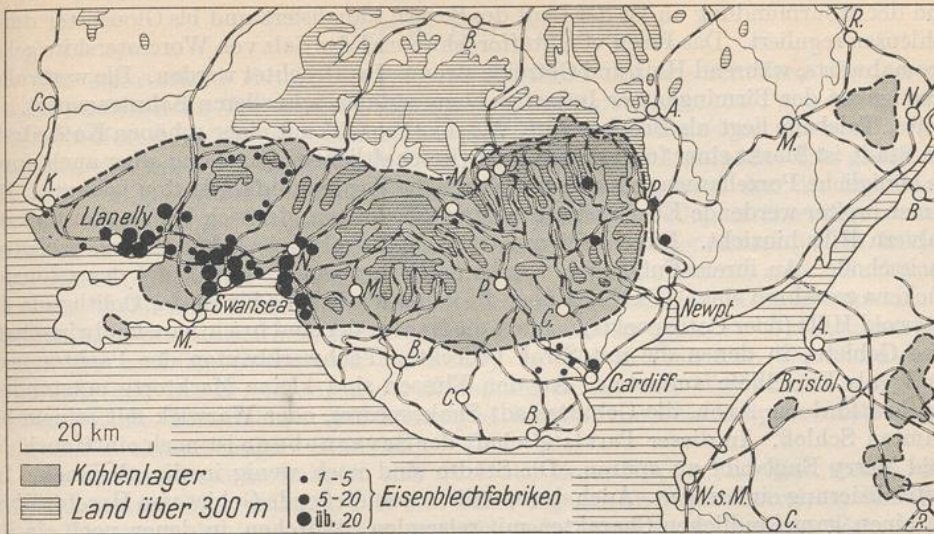 B.
R.
C.
A.
M.
N
K.
M.
P.
B
Llanelly
A.
N
M.
P.
Newpt.
Swansea
C.
M.
A.
B.
Cardiff
Bristol
C
B.
20 km
Kohlenlager
Land über 300 m
1-5
5-20
üb. 20
Eisenblechfabriken
W.s.M.
C.
R.